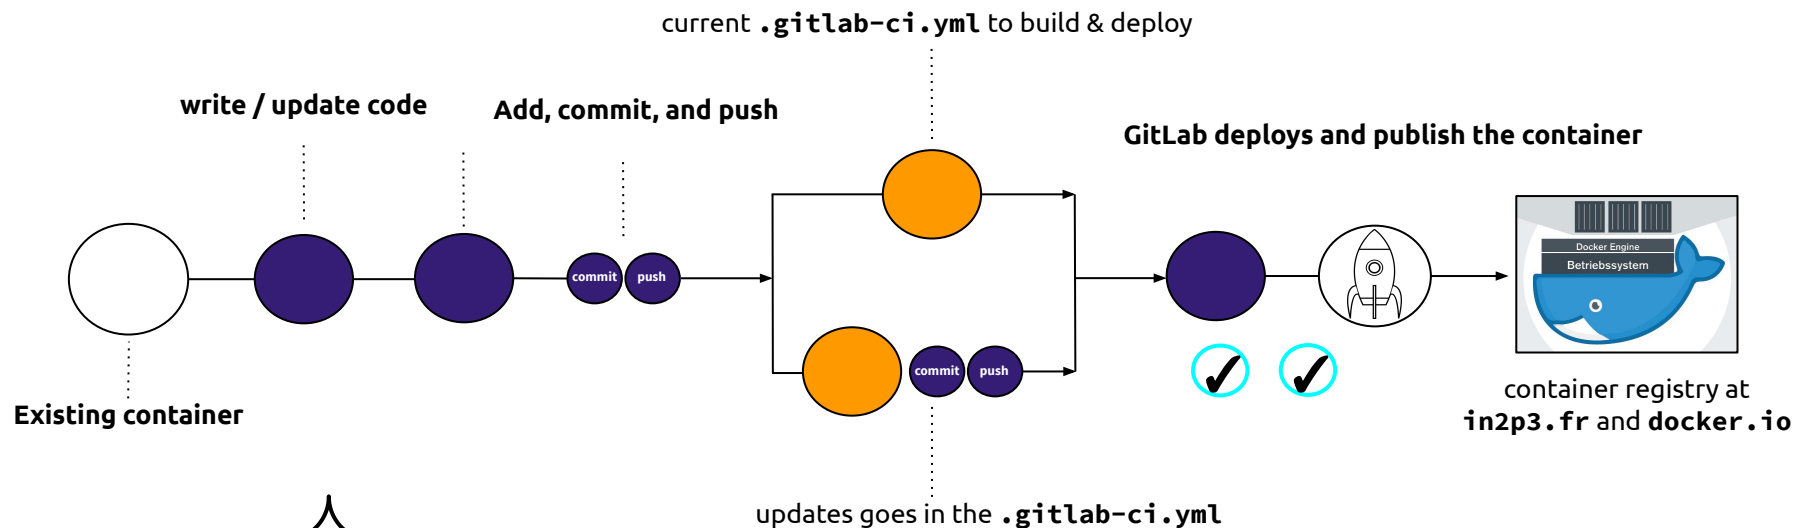 current .gitlab-ci.yml to build & deploy
write / update code
Add, commit, and push
GitLab deploys and publish the container
commit
push
Docker Engine
Betriebssystem
commit
push
Existing container
container registry at
in2p3.fr and docker.io
updates goes in the .gitlab-ci.yml